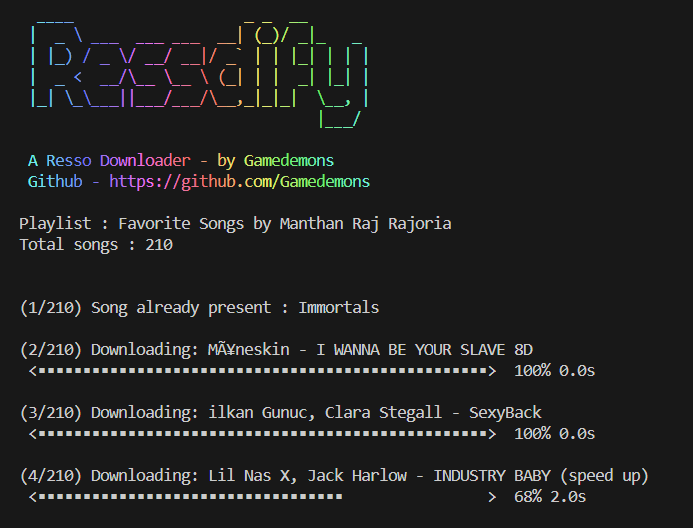 Ressdify
A Resso Downloader - by Gamedemons
Github - https://github.com/Gamedemons
Playlist : Favorite Songs by Manthan Raj Rajoria
Total songs : 210
(1/210) Song already present : Immortals
(2/210) Downloading: MÃ¥neskin - I WANNA BE YOUR SLAVE 8D
<▪▪▪▪▪▪▪▪▪▪▪▪▪▪▪▪▪▪▪▪▪▪▪▪▪▪▪▪▪▪▪▪▪▪▪▪▪▪▪▪▪▪▪▪▪▪▪▪▪▪> 100% 0.0s
(3/210) Downloading: ilkan Gunuc, Clara Stegall - SexyBack
<▪▪▪▪▪▪▪▪▪▪▪▪▪▪▪▪▪▪▪▪▪▪▪▪▪▪▪▪▪▪▪▪▪▪▪▪▪▪▪▪▪▪▪▪▪▪▪▪▪▪> 100% 0.0s
(4/210) Downloading: Lil Nas X, Jack Harlow - INDUSTRY BABY (speed up)
<▪▪▪▪▪▪▪▪▪▪▪▪▪▪▪▪▪▪▪▪▪▪▪▪▪▪▪▪▪▪▪▪▪▪                > 68% 2.0s